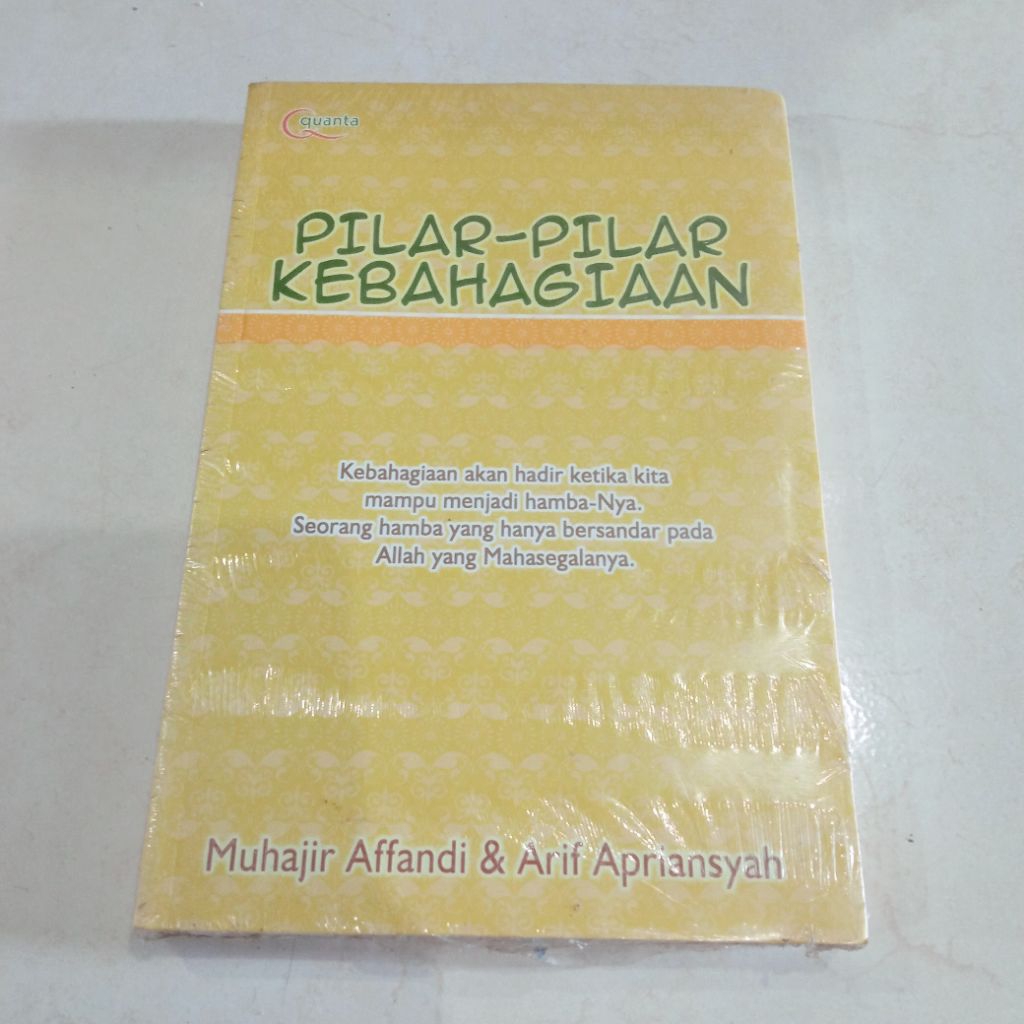 quanta
PILAR-PILAR
KEBAHAGIAAN
Kebahagiaan akan hadir ketika kita
mampu menjadi hamba-Nya.
Seorang hamba yang hanya bersandar pada
Allah yang Mahasegalanya.
Muhajir Affandi & Arif Apriansyah